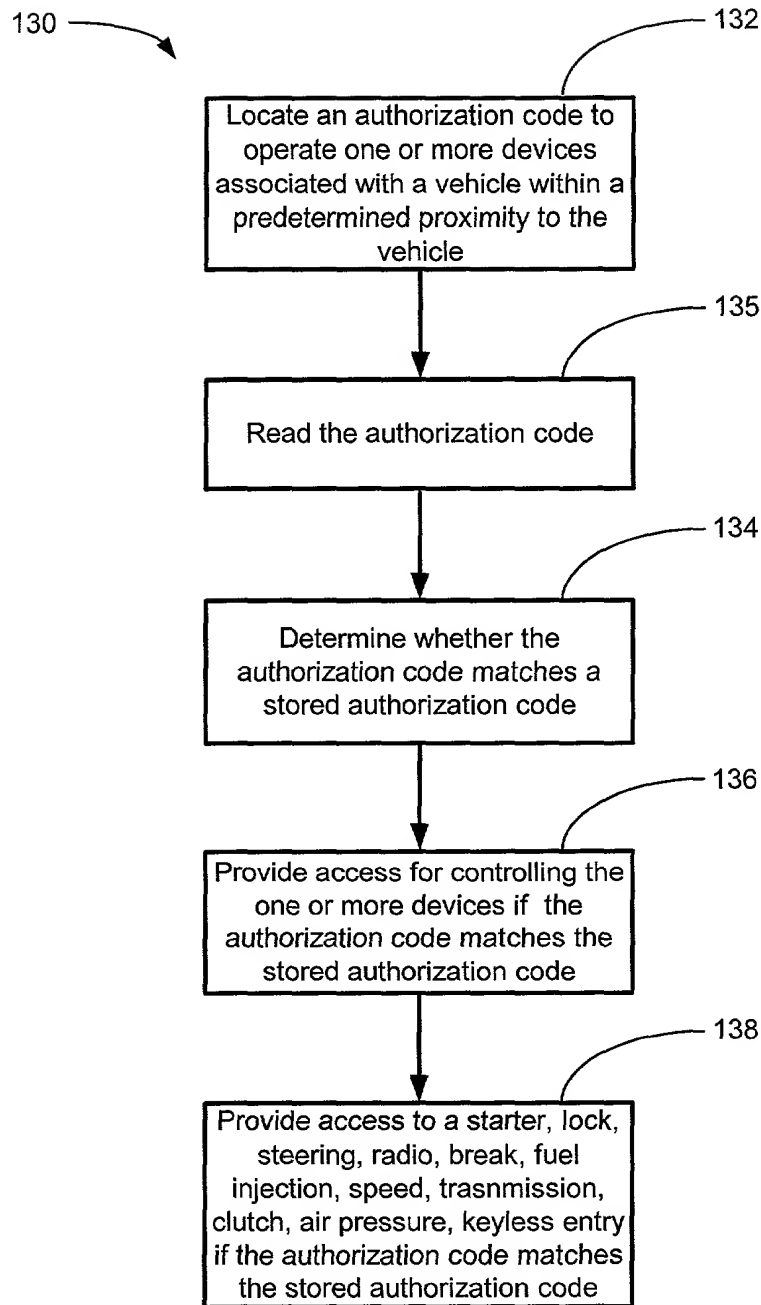 130
132
Locate an authorization code to
operate one or more devices
associated with a vehicle within a
predetermined proximity to the
vehicle
135
Read the authorization code
134
Determine whether the
authorization code matches a
stored authorization code
136
Provide access for controlling the
one or more devices if the
authorization code matches the
stored authorization code
138
Provide access to a starter, lock,
steering, radio, break, fuel
injection, speed, trasnmission,
clutch, air pressure, keyless entry
if the authorization code matches
the stored authorization code